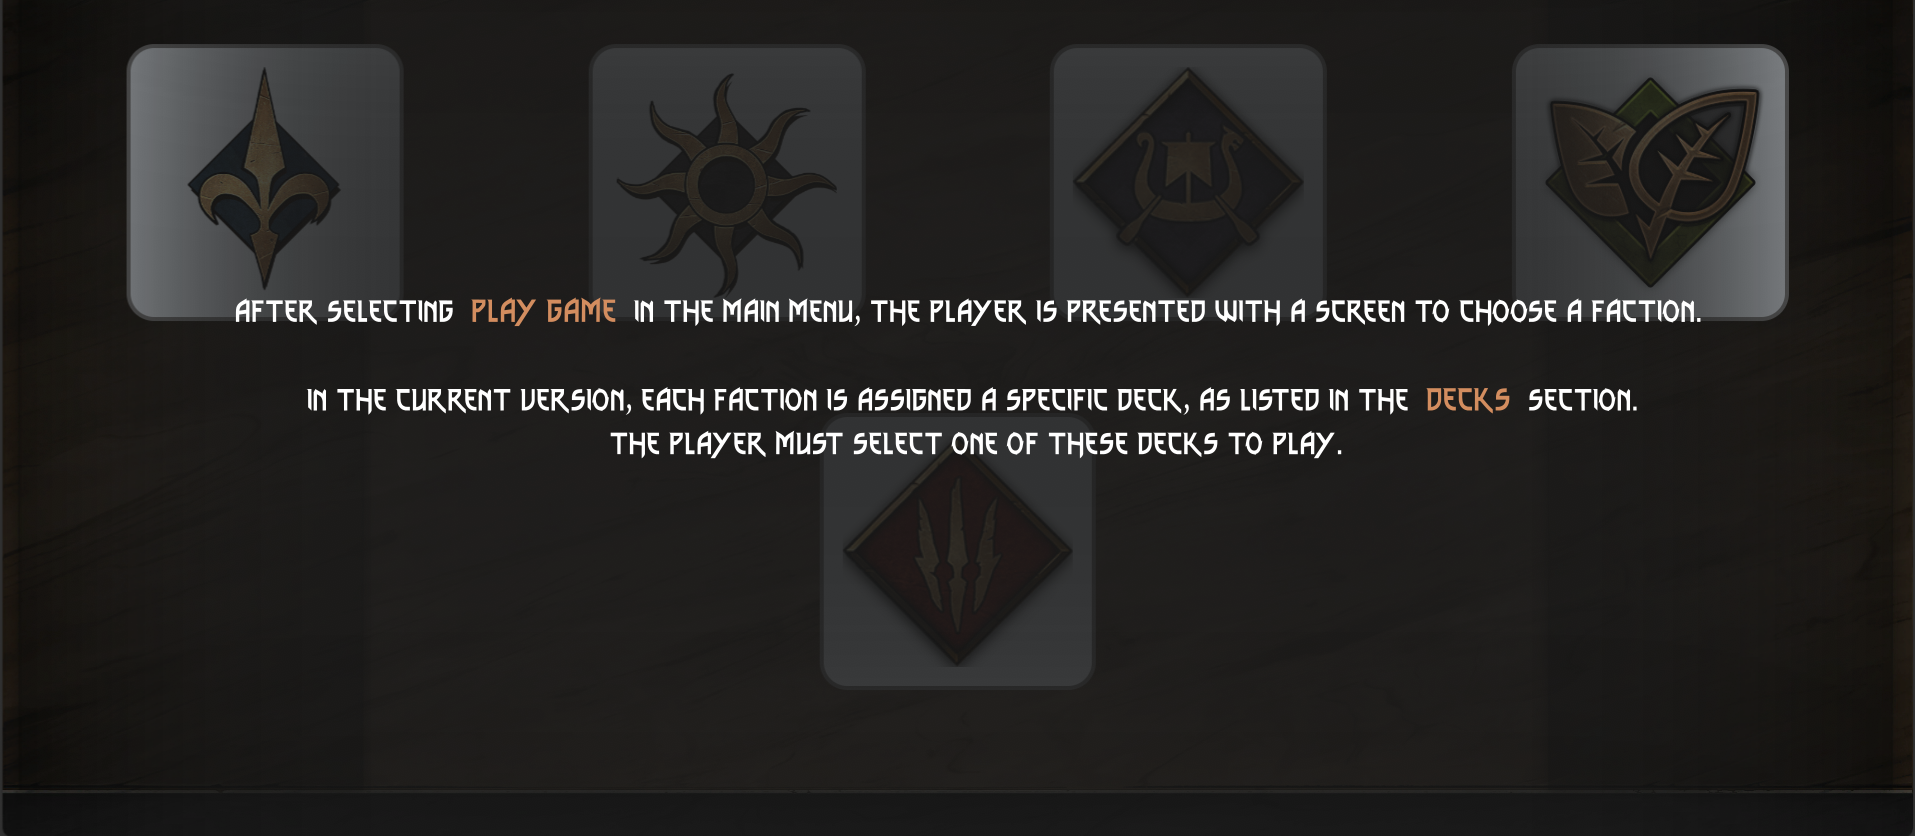 AFTER SELECTING PLAY GAME IN THE MAIN MENU, THE PLAYER IS PRESENTED WITH A SCREEN TO CHOOSE A FACTION.
IN THE CURRENT VERSION, EACH FACTION IS ASSIGNED A SPECIFIC DECK, AS LISTED IN THE DECKS SECTION.
THE PLAYER MUST SELECT ONE OF THESE DECKS TO PLAY.